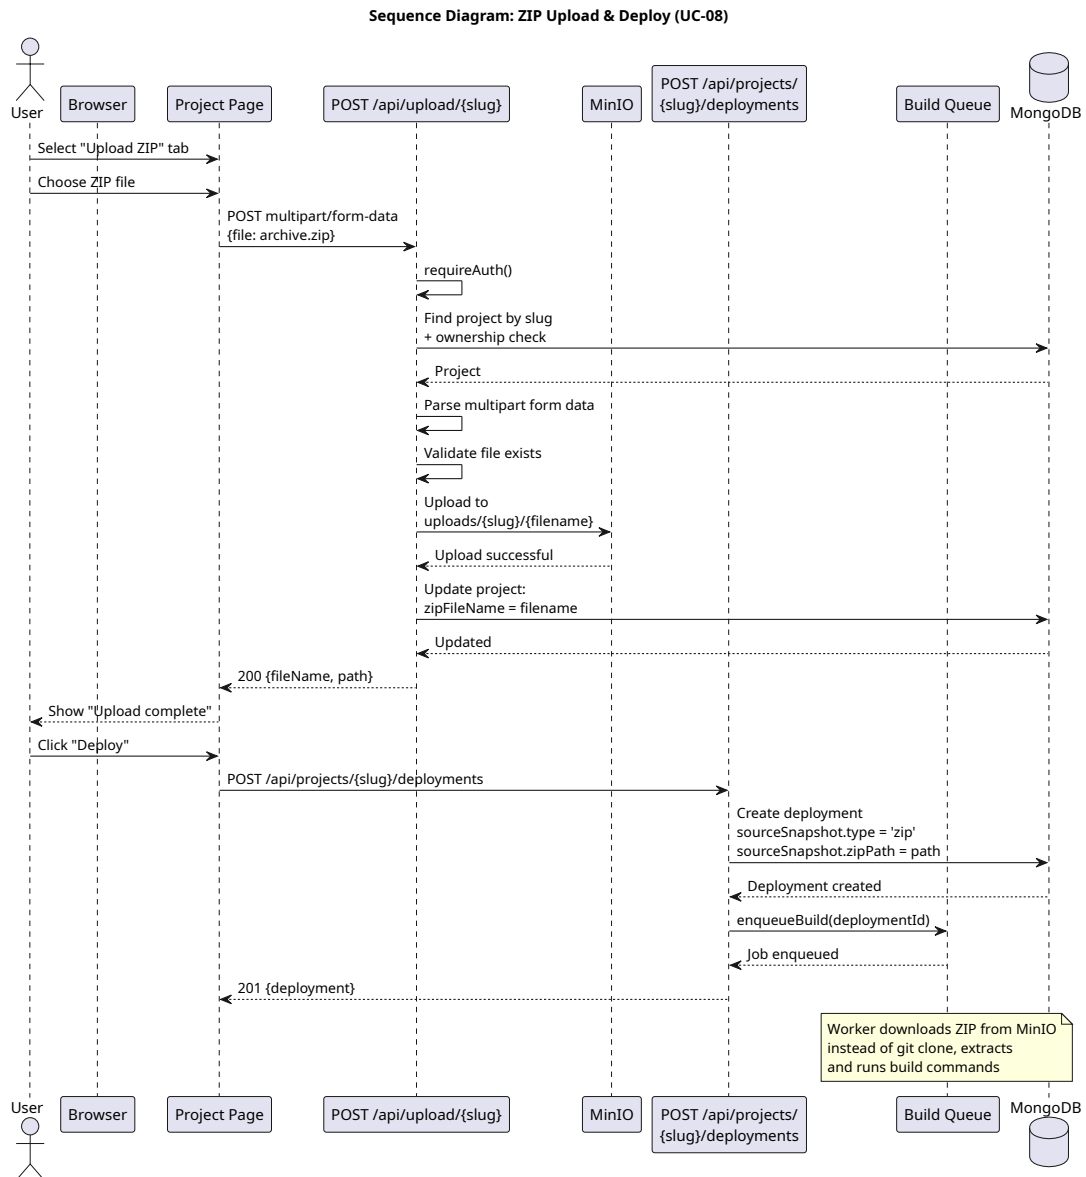 Sequence Diagram: ZIP Upload & Deploy (UC-08)
User
Browser
Project Page
POST /api/upload/{slug}
MinIO
POST /api/projects/
{slug}/deployments
Build Queue
MongoDB
Select "Upload ZIP" tab
Choose ZIP file
POST multipart/form-data
{file: archive.zip}
requireAuth()
Find project by slug
+ ownership check
Project
Parse multipart form data
Validate file exists
Upload to
uploads/{slug}/{filename}
Upload successful
Update project:
zipFileName = filename
Updated
200 {fileName, path}
Show "Upload complete"
Click "Deploy"
POST /api/projects/{slug}/deployments
Create deployment
sourceSnapshot.type = 'zip'
sourceSnapshot.zipPath = path
Deployment created
enqueueBuild(deploymentId)
Job enqueued
201 {deployment}
Worker downloads ZIP from MinIO
instead of git clone, extracts
and runs build commands
User
Browser
Project Page
POST /api/upload/{slug}
MinIO
POST /api/projects/
{slug}/deployments
Build Queue
MongoDB